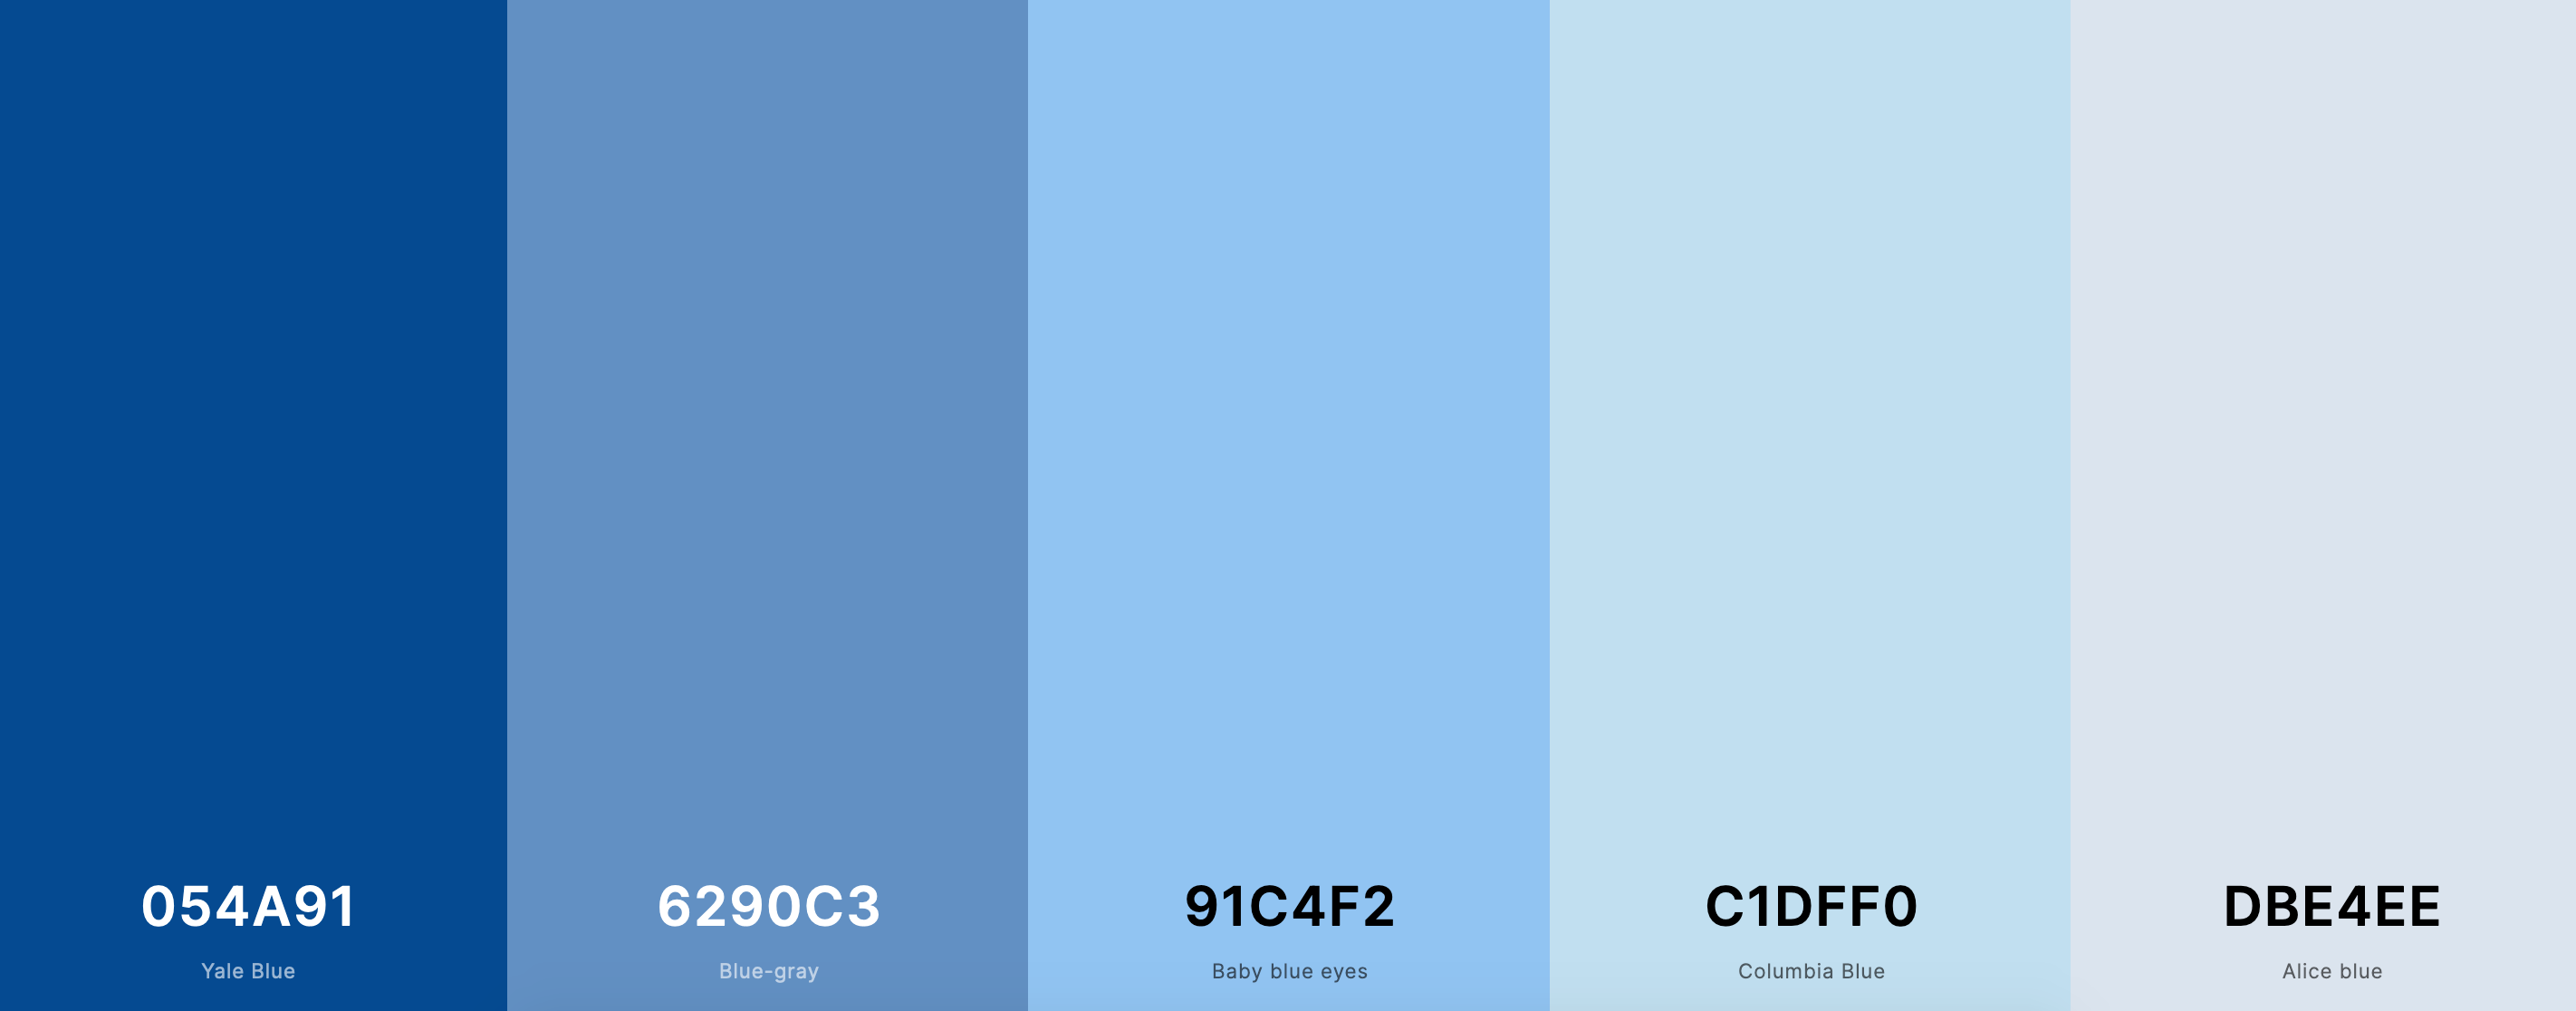 054A91
Yale Blue
6290C3
Blue-gray
91C4F2
Baby blue eyes
C1DFF0
Columbia Blue
DBE4EE
Alice blue